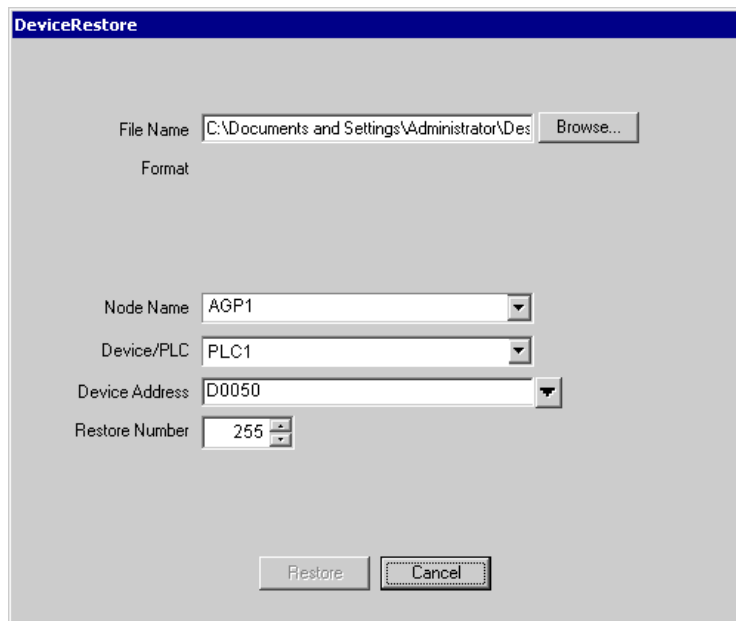 DeviceRestore
File Name C:\Documents and Settings\Administrator\Des Browse...
Format
Node Name AGP1
Device/PLC PLC1
Device Address D0050
Restore Number 255
Restore Cancel